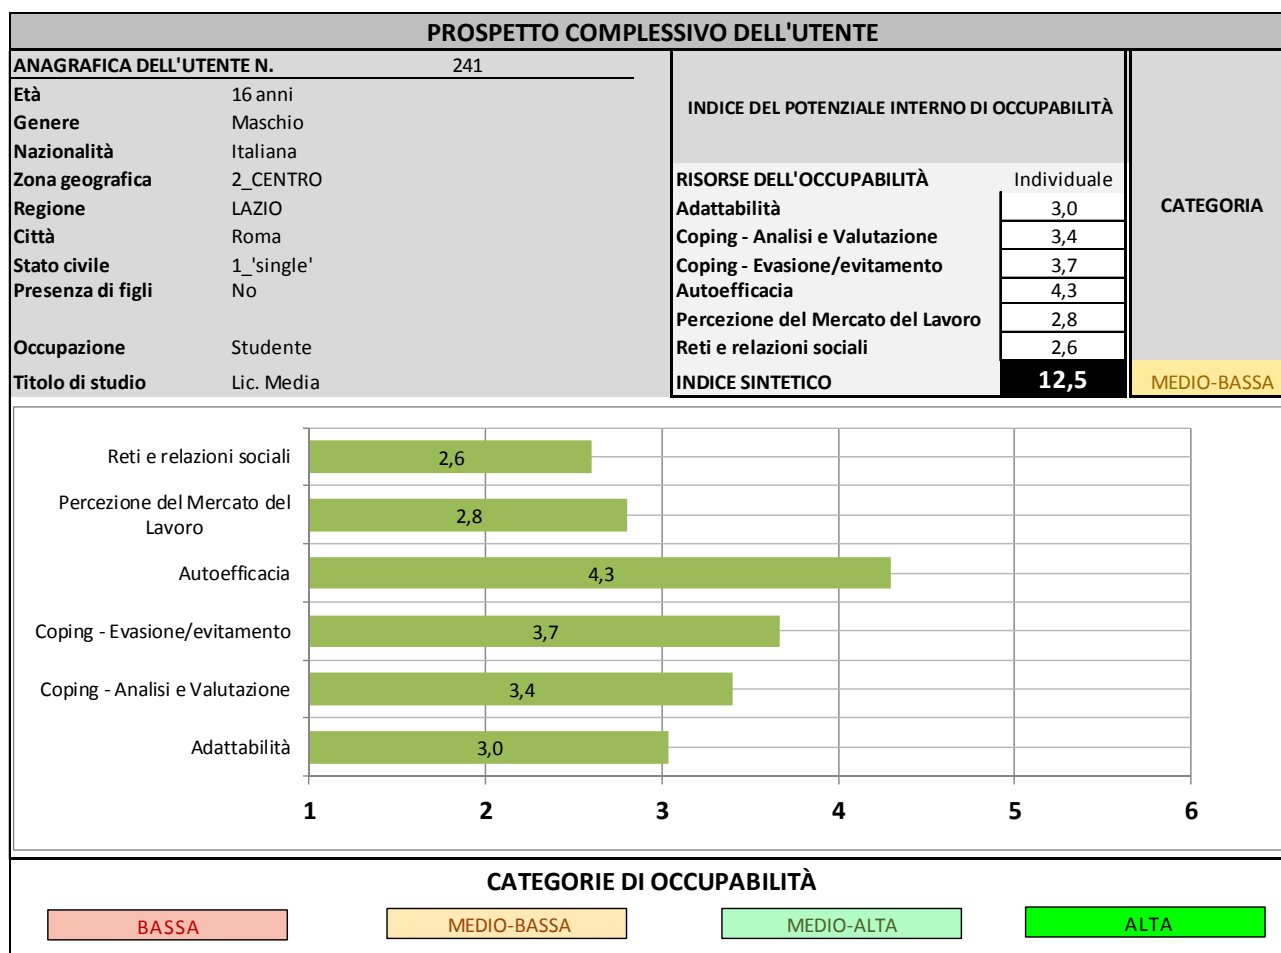 PROSPETTO COMPLESSIVO DELL'UTENTE
ANAGRAFICA DELL'UTENTE N. 241
Età 16 anni
Genere Maschio
Nazionalità Italiana
Zona geografica 2_CENTRO
Regione LAZIO
Città Roma
Stato civile 1_'single'
Presenza di figli No
Occupazione Studente
Titolo di studio Lic. Media
INDICE DEL POTENZIALE INTERNO DI OCCUPABILITÀ
RISORSE DELL'OCCUPABILITÀ Individuale
Adattabilità 3,0
Coping - Analisi e Valutazione 3,4
Coping - Evasione/evitamento 3,7
Autoefficacia 4,3
Percezione del Mercato del Lavoro 2,8
Reti e relazioni sociali 2,6
INDICE SINTETICO 12,5
CATEGORIA
MEDIO-BASSA
Reti e relazioni sociali 2,6
Percezione del Mercato del
Lavoro 2,8
Autoefficacia 4,3
Coping - Evasione/evitamento 3,7
Coping - Analisi e Valutazione 3,4
Adattabilità 3,0
1 2 3 4 5 6
CATEGORIE DI OCCUPABILITÀ
BASSA MEDIO-BASSA MEDIO-ALTA ALTA